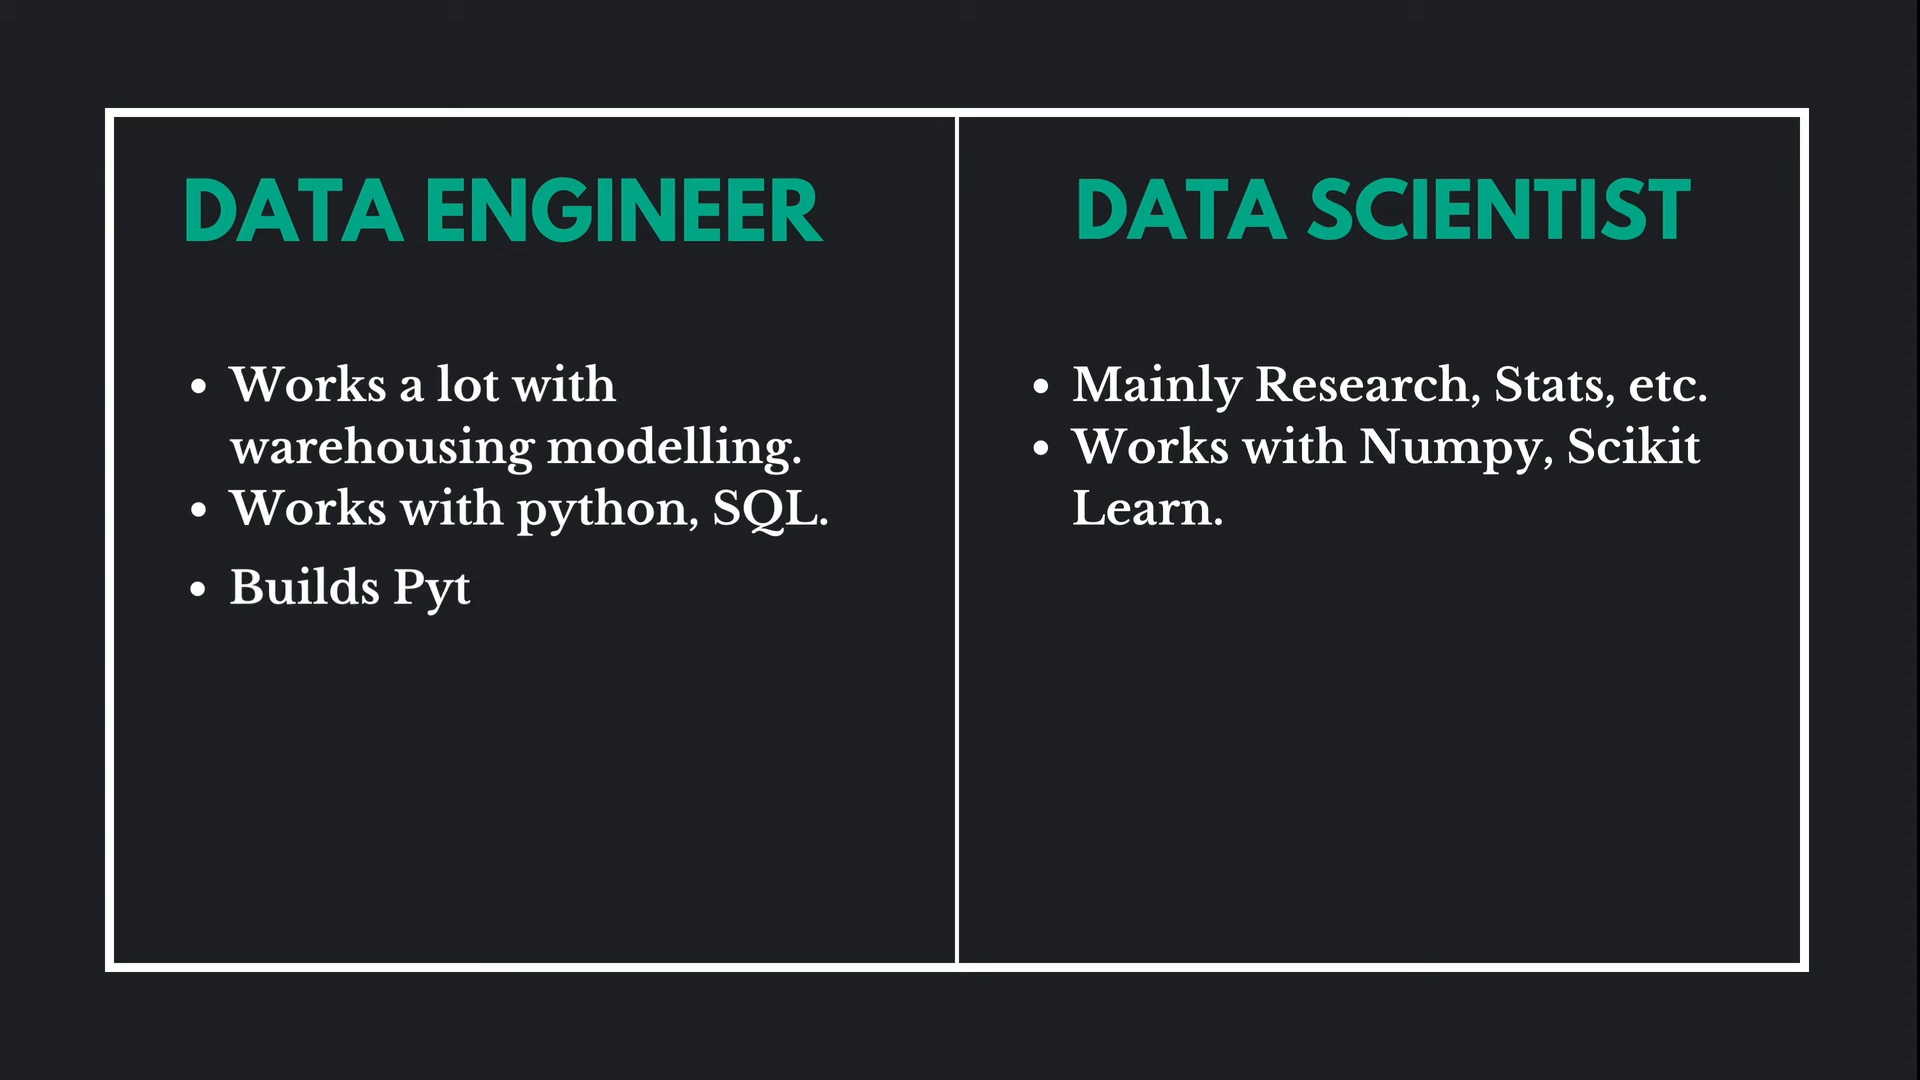 DATA ENGINEER
• Works a lot with
warehousing modelling.
• Works with python, SQL.
• Builds Pyt
DATA SCIENTIST
• Mainly Research, Stats, etc.
• Works with Numpy, Scikit
Learn.